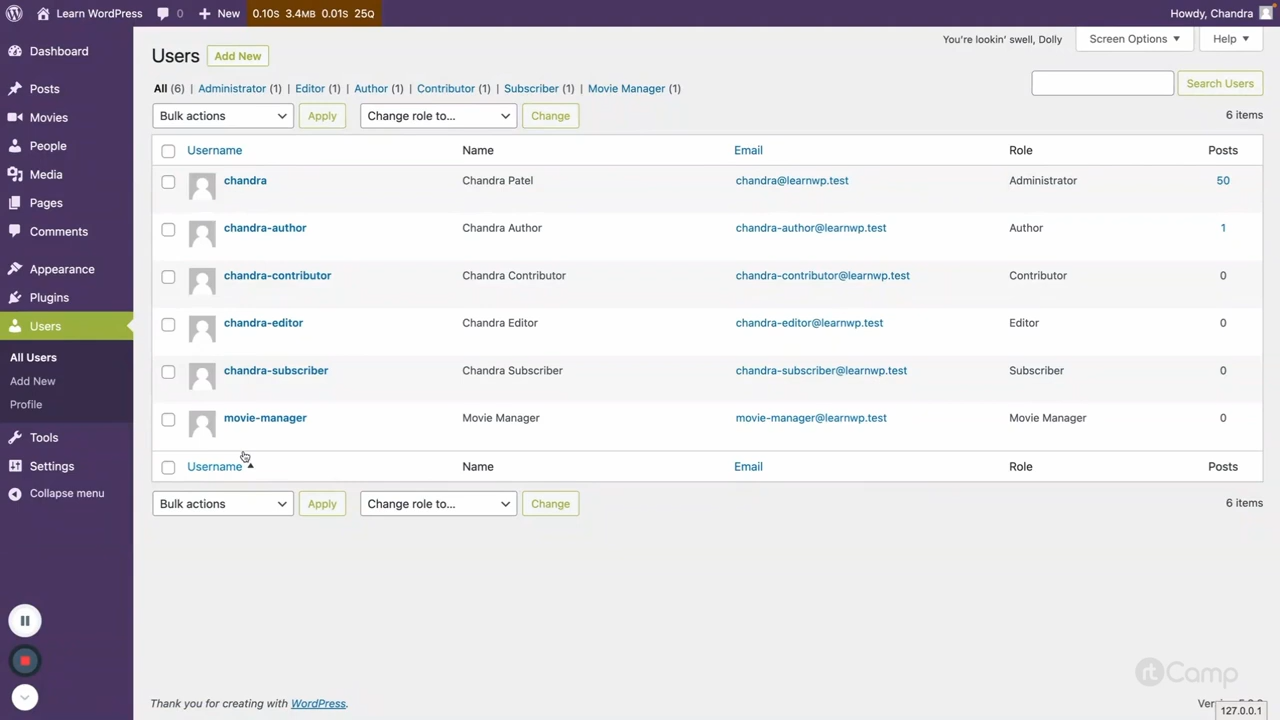 Learn WordPress 0 New 0.10S 3.4MB 0.01S 25Q Howdy, Chandra
You're lookin' swell, Dolly Screen Options Help
Users Add New
All (6) | Administrator (1) | Editor (1) | Author (1) | Contributor (1) | Subscriber (1) | Movie Manager (1)
Search Users
Bulk actions Apply Change role to... Change 6 items
Username Name Email Role Posts
chandra Chandra Patel chandra@learnwp.test Administrator 50
chandra-author Chandra Author chandra-author@learnwp.test Author 1
chandra-contributor Chandra Contributor chandra-contributor@learnwp.test Contributor 0
chandra-editor Chandra Editor chandra-editor@learnwp.test Editor 0
chandra-subscriber Chandra Subscriber chandra-subscriber@learnwp.test Subscriber 0
movie-manager Movie Manager movie-manager@learnwp.test Movie Manager 0
Username Name Email Role Posts
Bulk actions Apply Change role to... Change 6 items
Dashboard
Posts
Movies
People
Media
Pages
Comments
Appearance
Plugins
Users
All Users
Add New
Profile
Tools
Settings
Collapse menu
rtCamp
Thank you for creating with WordPress.
127.0.0.1